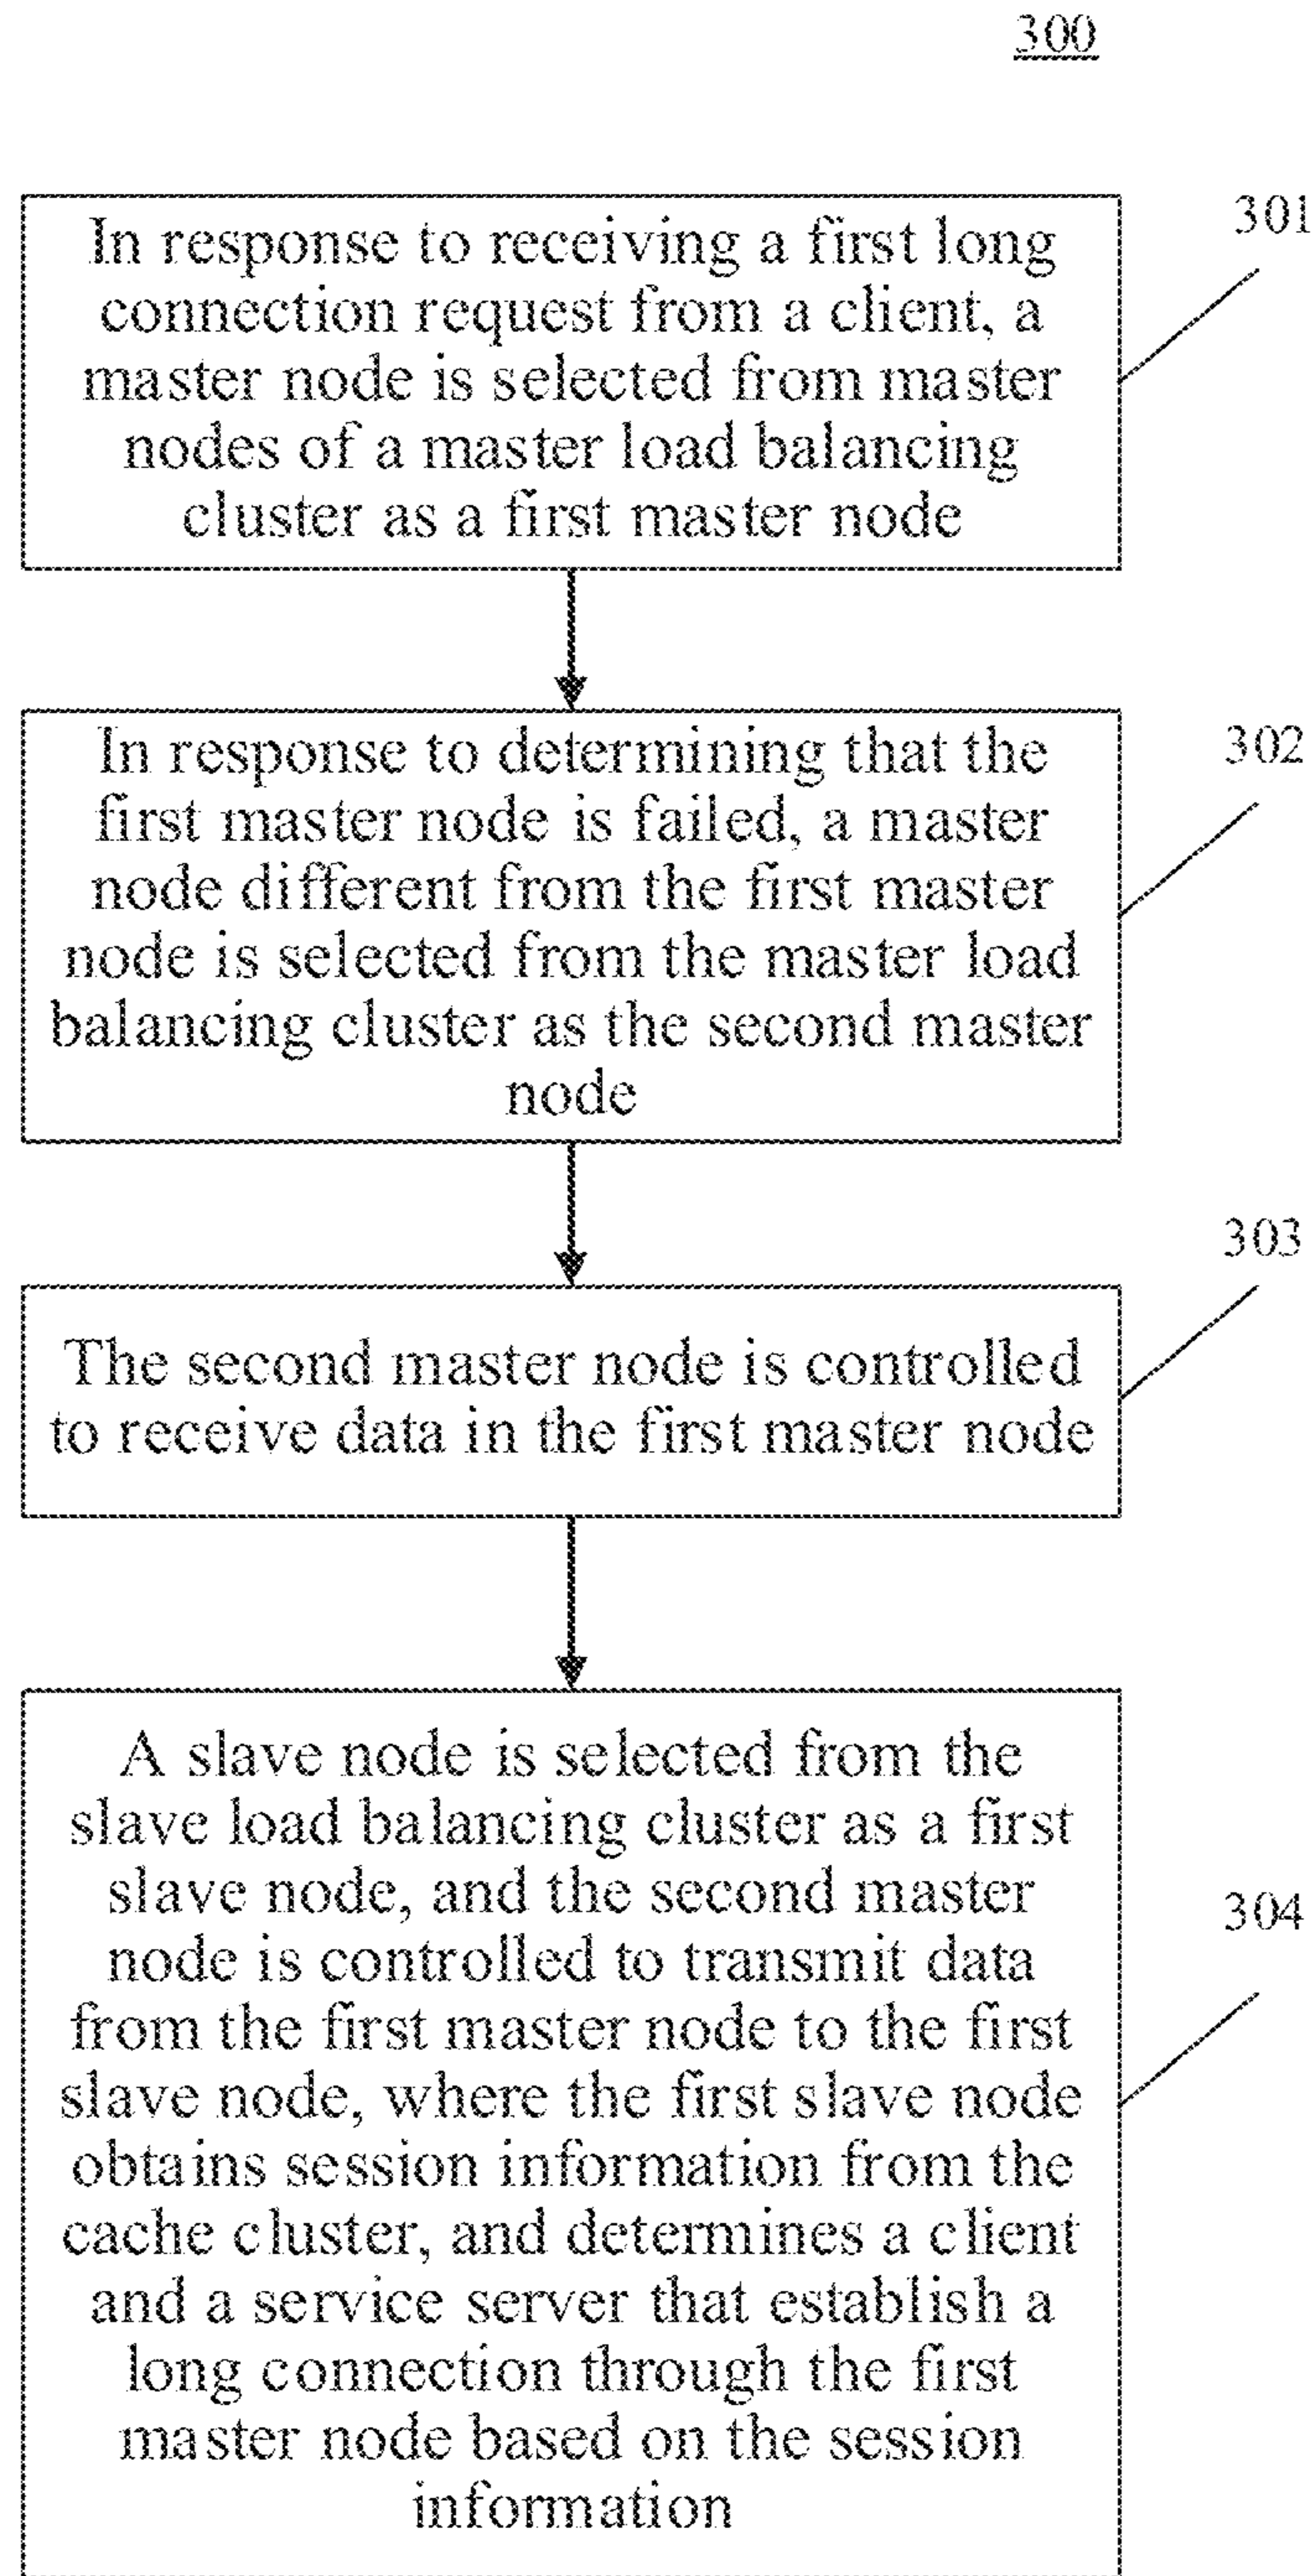 300
In response to receiving a first long
connection request from a client, a
master node is selected from master
nodes of a master load balancing
cluster as a first master node
301
In response to determining that the
first master node is failed, a master
node different from the first master
node is selected from the master load
balancing cluster as the second master
node
302
The second master node is controlled
to receive data in the first master node
303
A slave node is selected from the
slave load balancing cluster as a first
slave node, and the second master
node is controlled to transmit data
from the first master node to the first
slave node, where the first slave node
obtains session information from the
cache cluster, and determines a client
and a service server that establish a
long connection through the first
master node based on the session
information
304